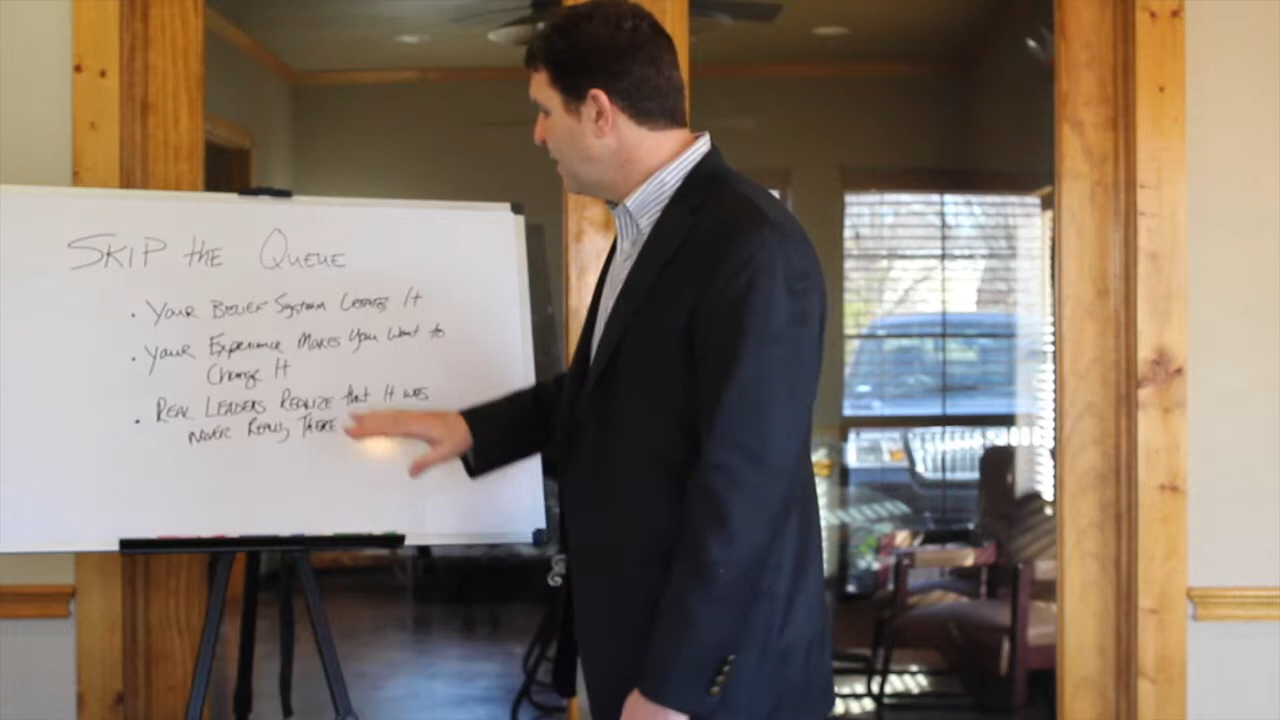 SKIP the QUEUE
• YOUR BELIEF SYSTEM CREATES It
• YOUR Experience MAKES You Want to
Change It
• REAL LEADERS REALIZE that It WAS
NEVER REALLY THERE